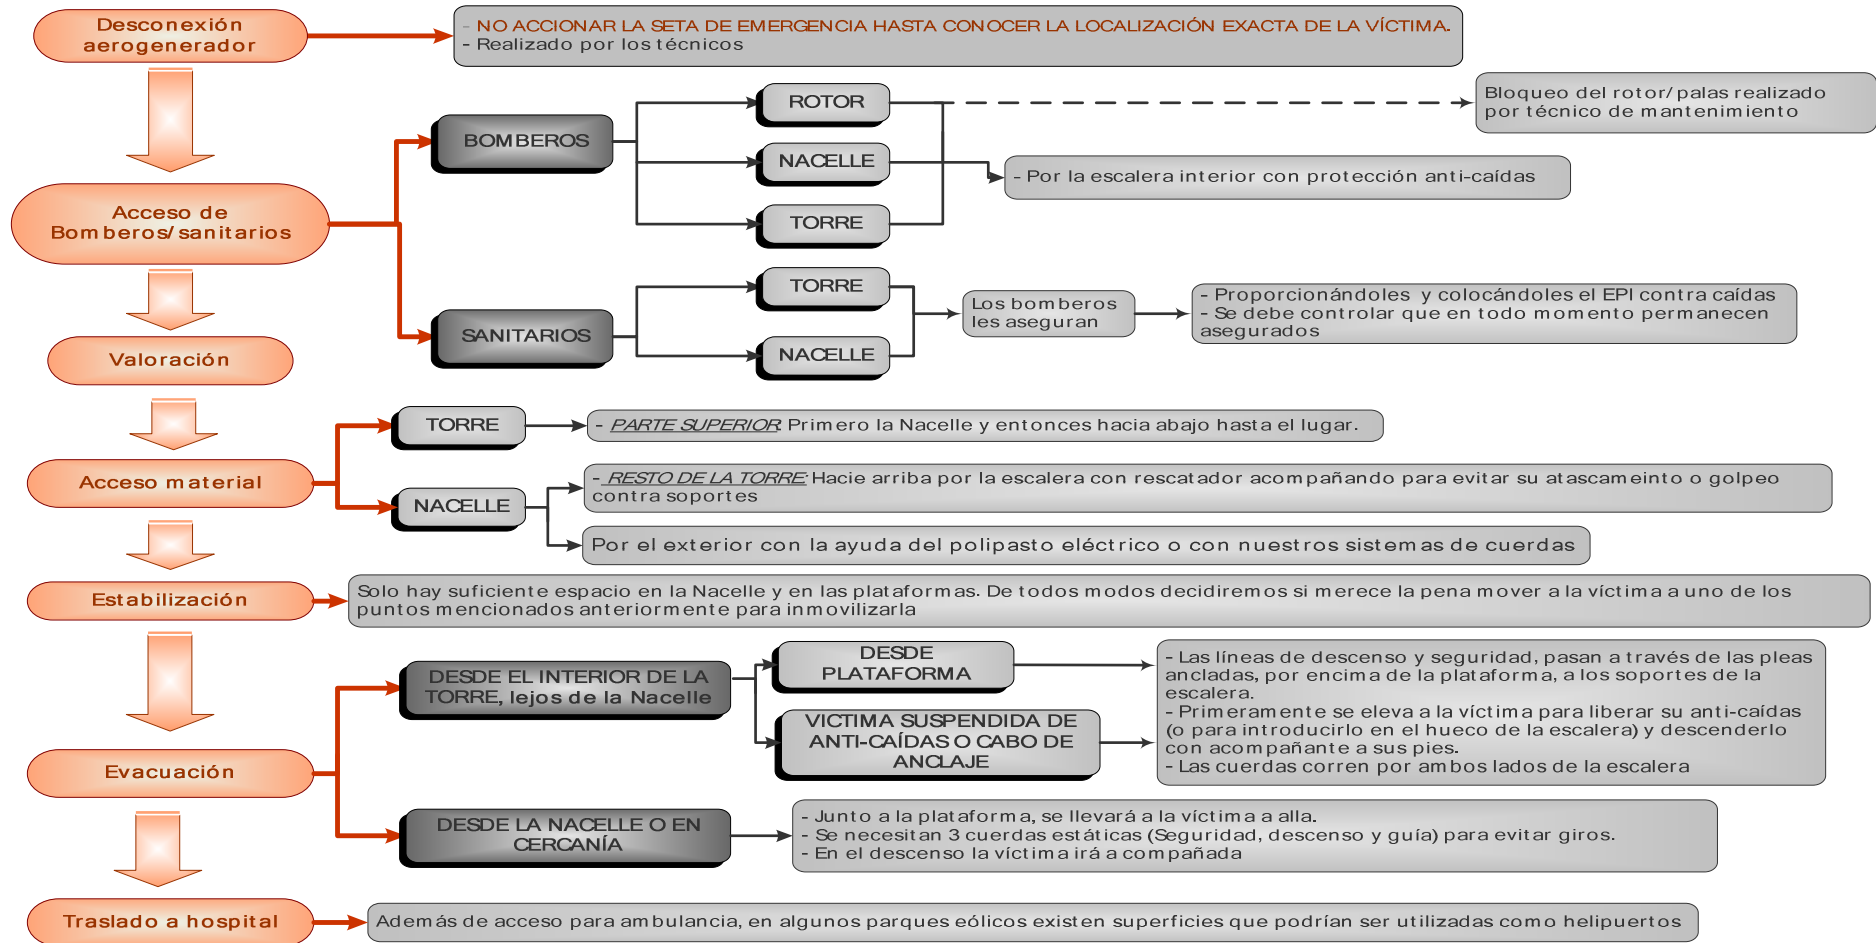 Desconexión
aerogenerador
- NO ACCIONAR LA SETA DE EMERGENCIA HASTA CONOCER LA LOCALIZACIÓN EXACTA DE LA VÍCTIMA.
- Realizado por los técnicos
Acceso de
Bomberos/sanitarios
BOMBEROS
ROTOR
Bloqueo del rotor/palas realizado
por técnico de mantenimiento
NACELLE
- Por la escalera interior con protección anti-caídas
TORRE
SANITARIOS
TORRE
NACELLE
Los bomberos
les aseguran
- Proporcionándoles y colocándoles el EPI contra caídas
- Se debe controlar que en todo momento permanecen
asegurados
Valoración
Acceso material
TORRE
- PARTE SUPERIOR: Primero la Nacelle y entonces hacia abajo hasta el lugar.
NACELLE
- RESTO DE LA TORRE: Hacie arriba por la escalera con rescatador acompañando para evitar su atascameinto o golpeo
contra soportes
Por el exterior con la ayuda del polipasto eléctrico o con nuestros sistemas de cuerdas
Estabilización
Solo hay suficiente espacio en la Nacelle y en las plataformas. De todos modos decidiremos si merece la pena mover a la víctima a uno de los
puntos mencionados anteriormente para inmovilizarla
Evacuación
DESDE EL INTERIOR DE LA
TORRE, lejos de la Nacelle
DESDE
PLATAFORMA
VICTIMA SUSPENDIDA DE
ANTI-CAÍDAS O CABO DE
ANCLAJE
- Las líneas de descenso y seguridad, pasan a través de las pleas
ancladas, por encima de la plataforma, a los soportes de la
escalera.
- Primeramente se eleva a la víctima para liberar su anti-caídas
(o para introducirlo en el hueco de la escalera) y descenderlo
con acompañante a sus pies.
- Las cuerdas corren por ambos lados de la escalera
DESDE LA NACELLE O EN
CERCANÍA
- Junto a la plataforma, se llevará a la víctima a alla.
- Se necesitan 3 cuerdas estáticas (Seguridad, descenso y guía) para evitar giros.
- En el descenso la víctima irá a compañada
Traslado a hospital
Además de acceso para ambulancia, en algunos parques eólicos existen superficies que podrían ser utilizadas como helipuertos